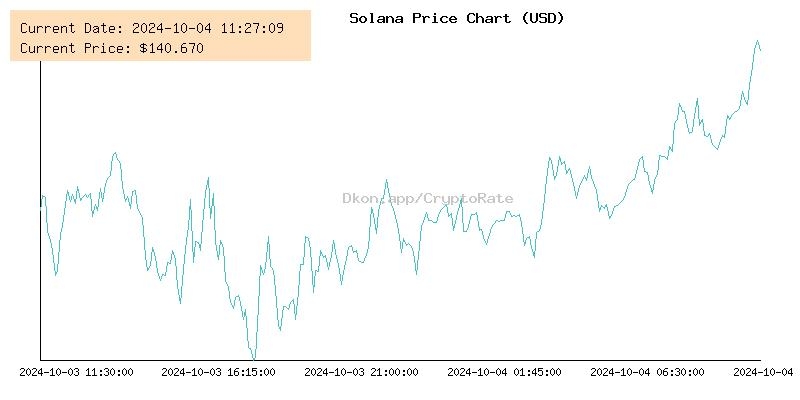 Solana Price Chart (USD)
Current Date: 2024-10-04 11:27:09
Current Price: $140.670
Dkon.app/CryptoRate
2024-10-03 11:30:00
2024-10-03 16:15:00
2024-10-03 21:00:00
2024-10-04 01:45:00
2024-10-04 06:30:00
2024-10-04